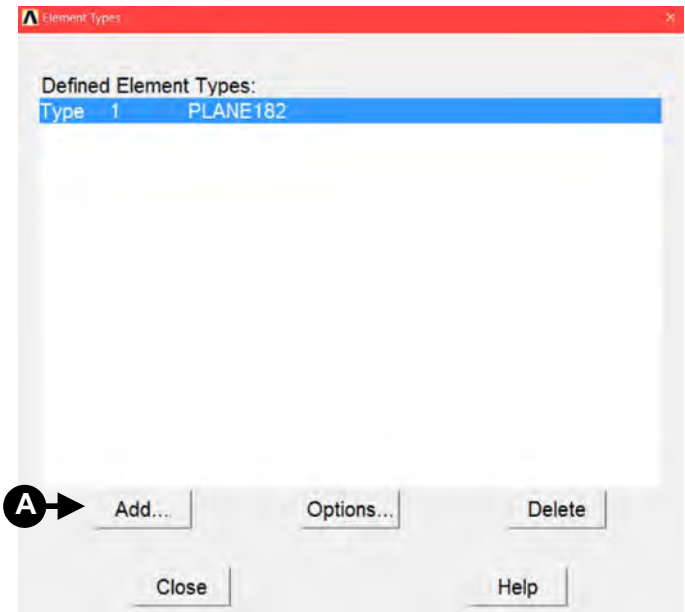 Element Types
Defined Element Types:
Type 1 PLANE182
A Add... Options... Delete
Close Help